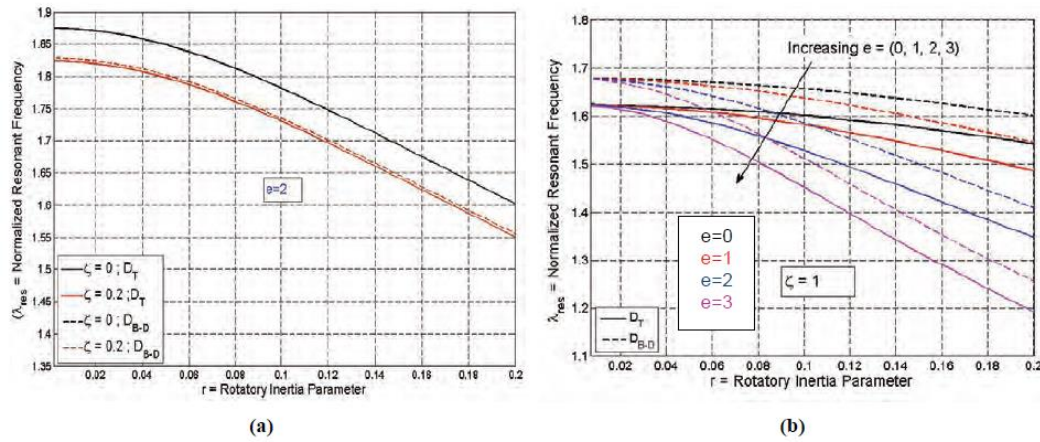 1.9
1.85
1.8
1.75
1.7
1.65
1.6
1.55
1.5
1.45
1.4
1.35
(λres = Normalized Resonant Frequency
e=2
ζ = 0 ; DT
ζ = 0.2 ;DT
ζ = 0 ; DB-D
ζ = 0.2 ; DB-D
0.02 0.04 0.06 0.08 0.1 0.12 0.14 0.16 0.18 0.2
r = Rotatory Inertia Parameter
(a)
1.8
1.7
1.6
1.5
1.4
1.3
1.2
1.1
λres = Normalized Resonant Frequency
Increasing e = (0, 1, 2, 3)
e=0
e=1
e=2
e=3
ζ = 1
DT
DB-D
0.02 0.04 0.06 0.08 0.1 0.12 0.14 0.16 0.18 0.2
r = Rotatory Inertia Parameter
(b)